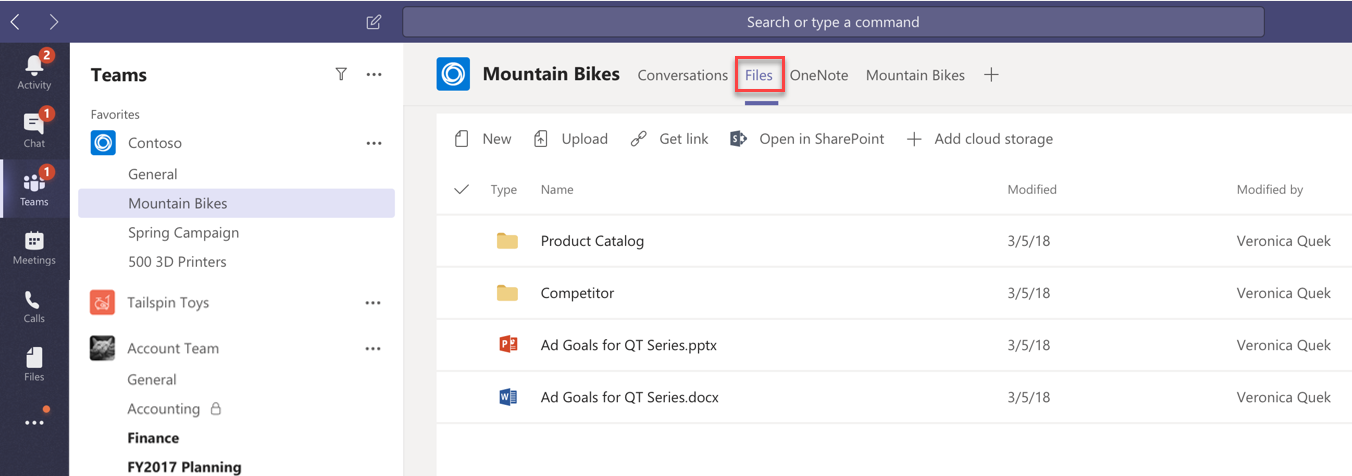 Search or type a command
2
Activity
1
Chat
1
Teams
Meetings
Calls
Files
Teams
Favorites
Contoso
General
Mountain Bikes
Spring Campaign
500 3D Printers
Tailspin Toys
Account Team
General
Accounting
Finance
FY2017 Planning
Mountain Bikes Conversations Files OneNote Mountain Bikes
New Upload Get link Open in SharePoint Add cloud storage
Type Name Modified Modified by
Product Catalog 3/5/18 Veronica Quek
Competitor 3/5/18 Veronica Quek
Ad Goals for QT Series.pptx 3/5/18 Veronica Quek
Ad Goals for QT Series.docx 3/5/18 Veronica Quek